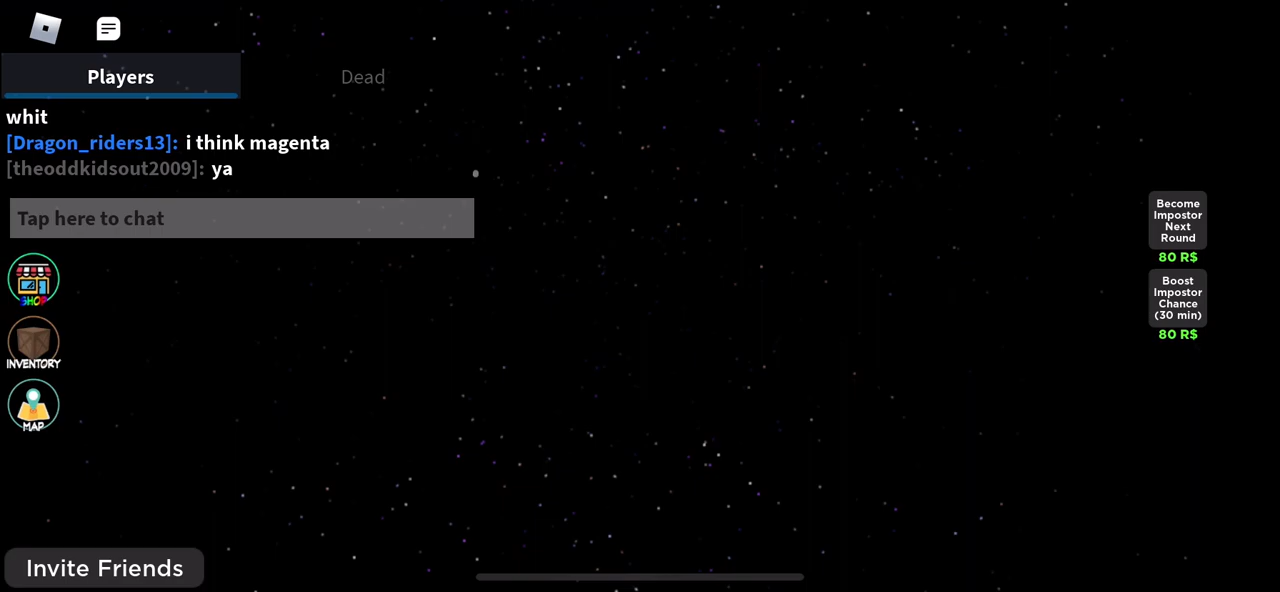 Players
Dead
whit
[Dragon_riders13]: i think magenta
[theoddkidsout2009]: ya
Tap here to chat
SHOP
INVENTORY
MAP
Invite Friends
Become
Impostor
Next
Round
80 R$
Boost
Impostor
Chance
(30 min)
80 R$